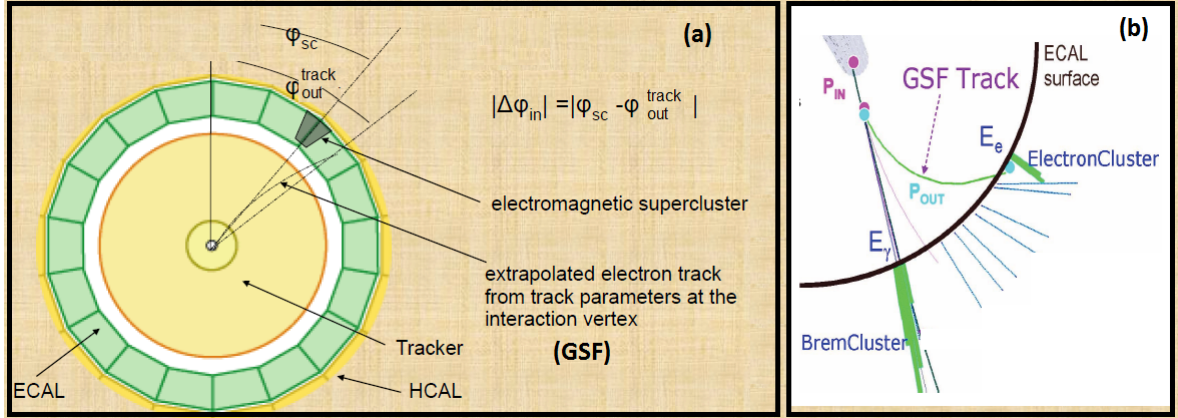 (a)
φsc
φ track out
|Δφin| =|φsc -φ track out |
electromagnetic supercluster
extrapolated electron track
from track parameters at the
interaction vertex
(GSF)
Tracker
ECAL
HCAL
(b)
ECAL
surface
PIN
GSF Track
Ee
ElectronCluster
POUT
Eγ
BremCluster